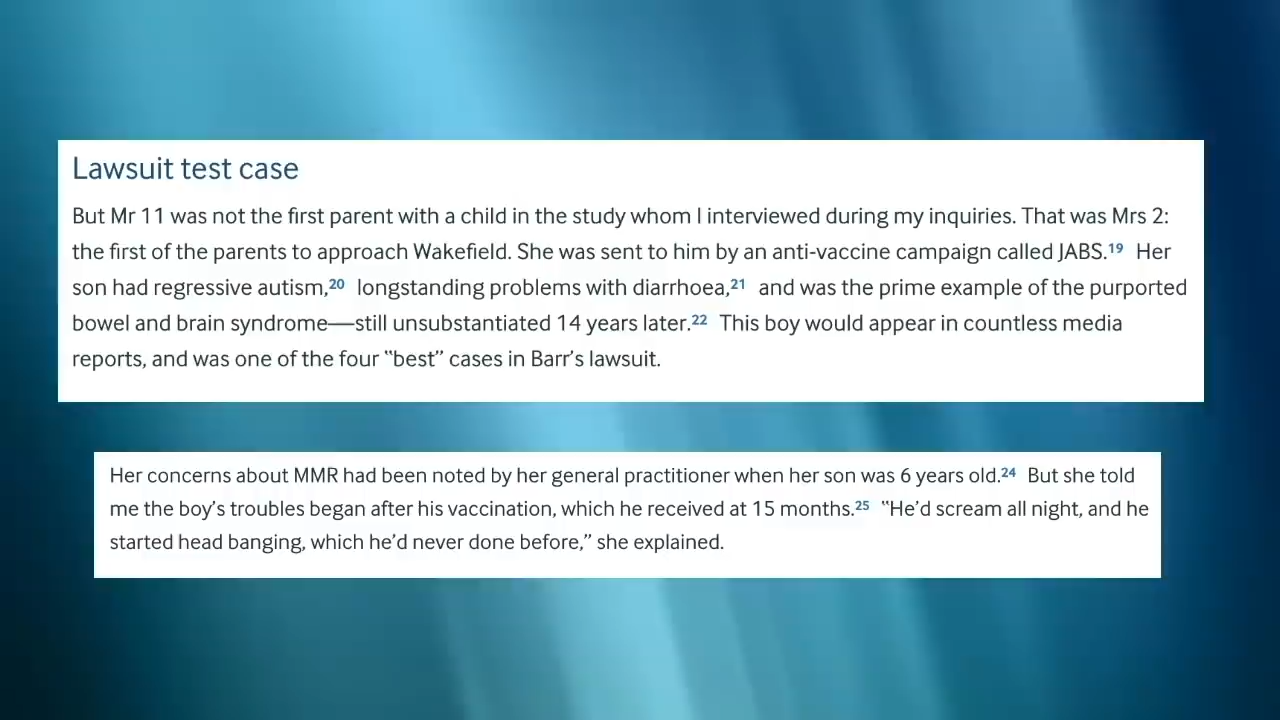 Lawsuit test case
But Mr 11 was not the first parent with a child in the study whom I interviewed during my inquiries. That was Mrs 2:
the first of the parents to approach Wakefield. She was sent to him by an anti-vaccine campaign called JABS.19 Her
son had regressive autism,20 longstanding problems with diarrhoea,21 and was the prime example of the purported
bowel and brain syndrome—still unsubstantiated 14 years later.22 This boy would appear in countless media
reports, and was one of the four “best” cases in Barr’s lawsuit.
Her concerns about MMR had been noted by her general practitioner when her son was 6 years old.24 But she told
me the boy’s troubles began after his vaccination, which he received at 15 months.25 “He’d scream all night, and he
started head banging, which he’d never done before,” she explained.